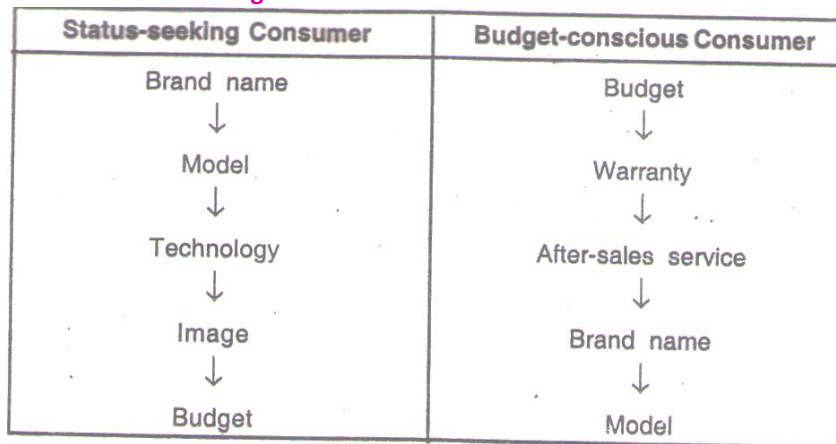 Status-seeking Consumer
Brand name
↓
Model
↓
Technology
↓
Image
↓
Budget
Budget-conscious Consumer
Budget
↓
Warranty
↓
After-sales service
↓
Brand name
↓
Model